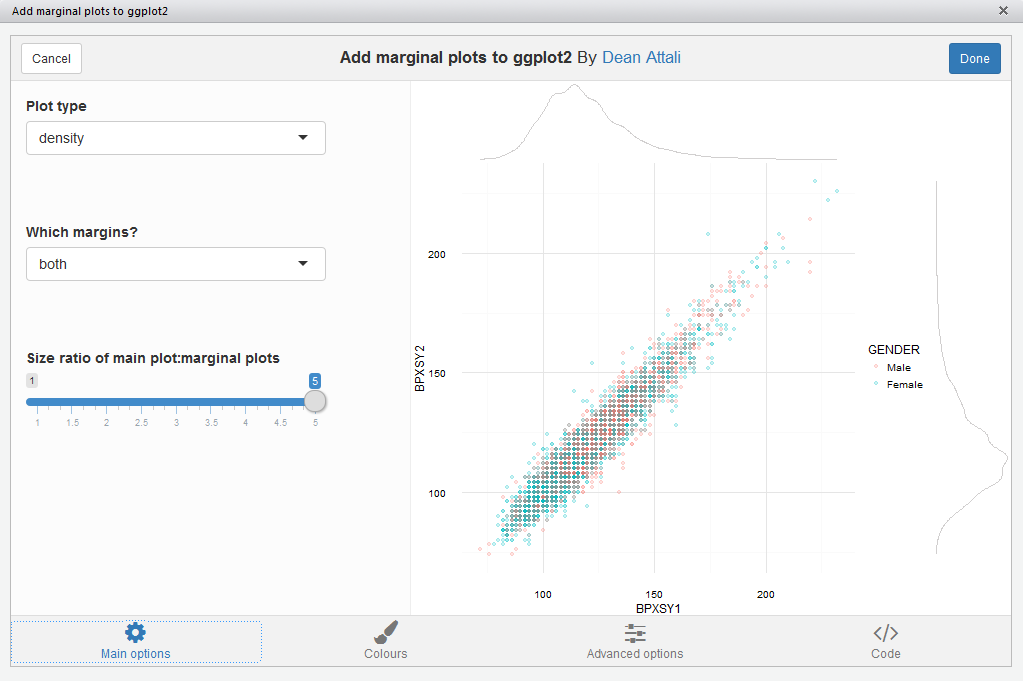 Add marginal plots to ggplot2
Cancel
Add marginal plots to ggplot2 By Dean Attali
Done
Plot type
density
Which margins?
both
Size ratio of main plot:marginal plots
1
5
1 1.5 2 2.5 3 3.5 4 4.5 5
200
150
100
BPXSY2
100 150 200
BPXSY1
GENDER
Male
Female
Main options
Colours
Advanced options
Code